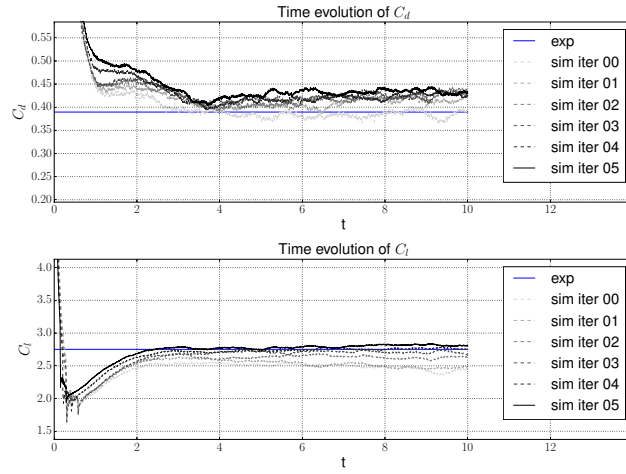 Time evolution of C_d
0.55
0.50
0.45
0.40
0.35
0.30
0.25
0.20
C_d
0 2 4 6 8 10 12
t
exp
sim iter 00
sim iter 01
sim iter 02
sim iter 03
sim iter 04
sim iter 05
Time evolution of C_l
4.0
3.5
3.0
2.5
2.0
1.5
C_l
0 2 4 6 8 10 12
t
exp
sim iter 00
sim iter 01
sim iter 02
sim iter 03
sim iter 04
sim iter 05